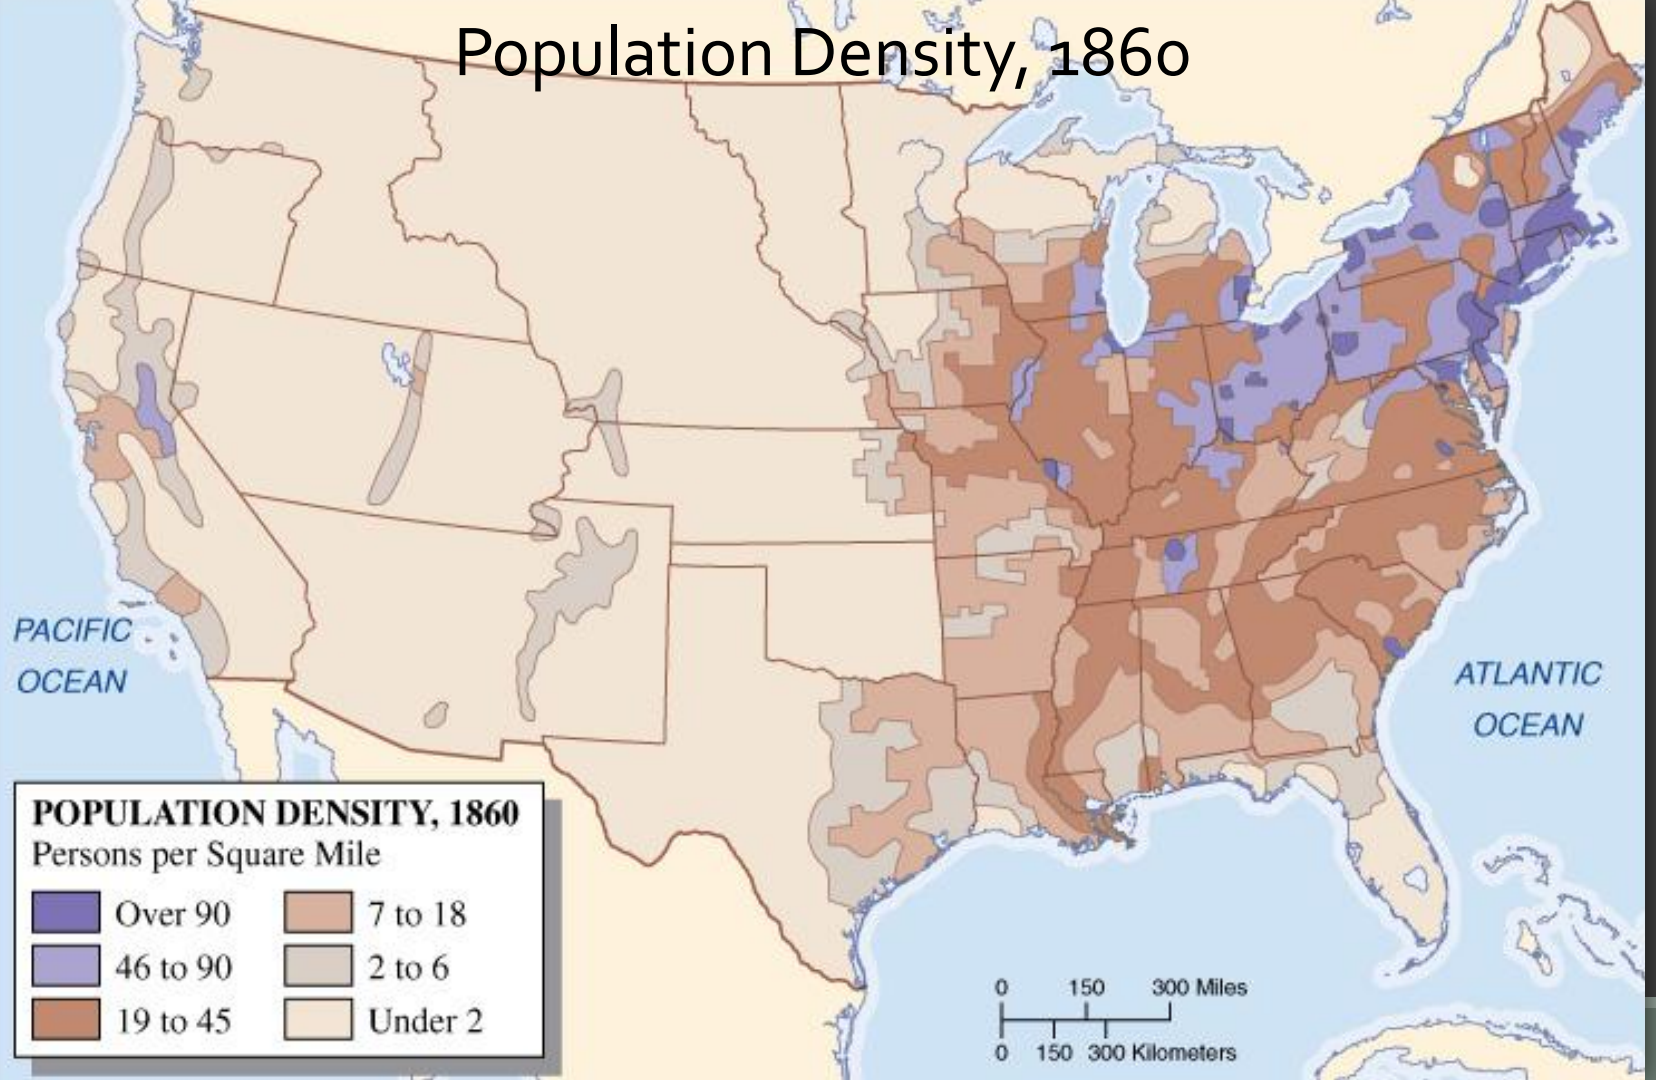 Population Density, 1860
PACIFIC
OCEAN
ATLANTIC
OCEAN
POPULATION DENSITY, 1860
Persons per Square Mile
Over 90
7 to 18
46 to 90
2 to 6
19 to 45
Under 2
0 150 300 Miles
0 150 300 Kilometers